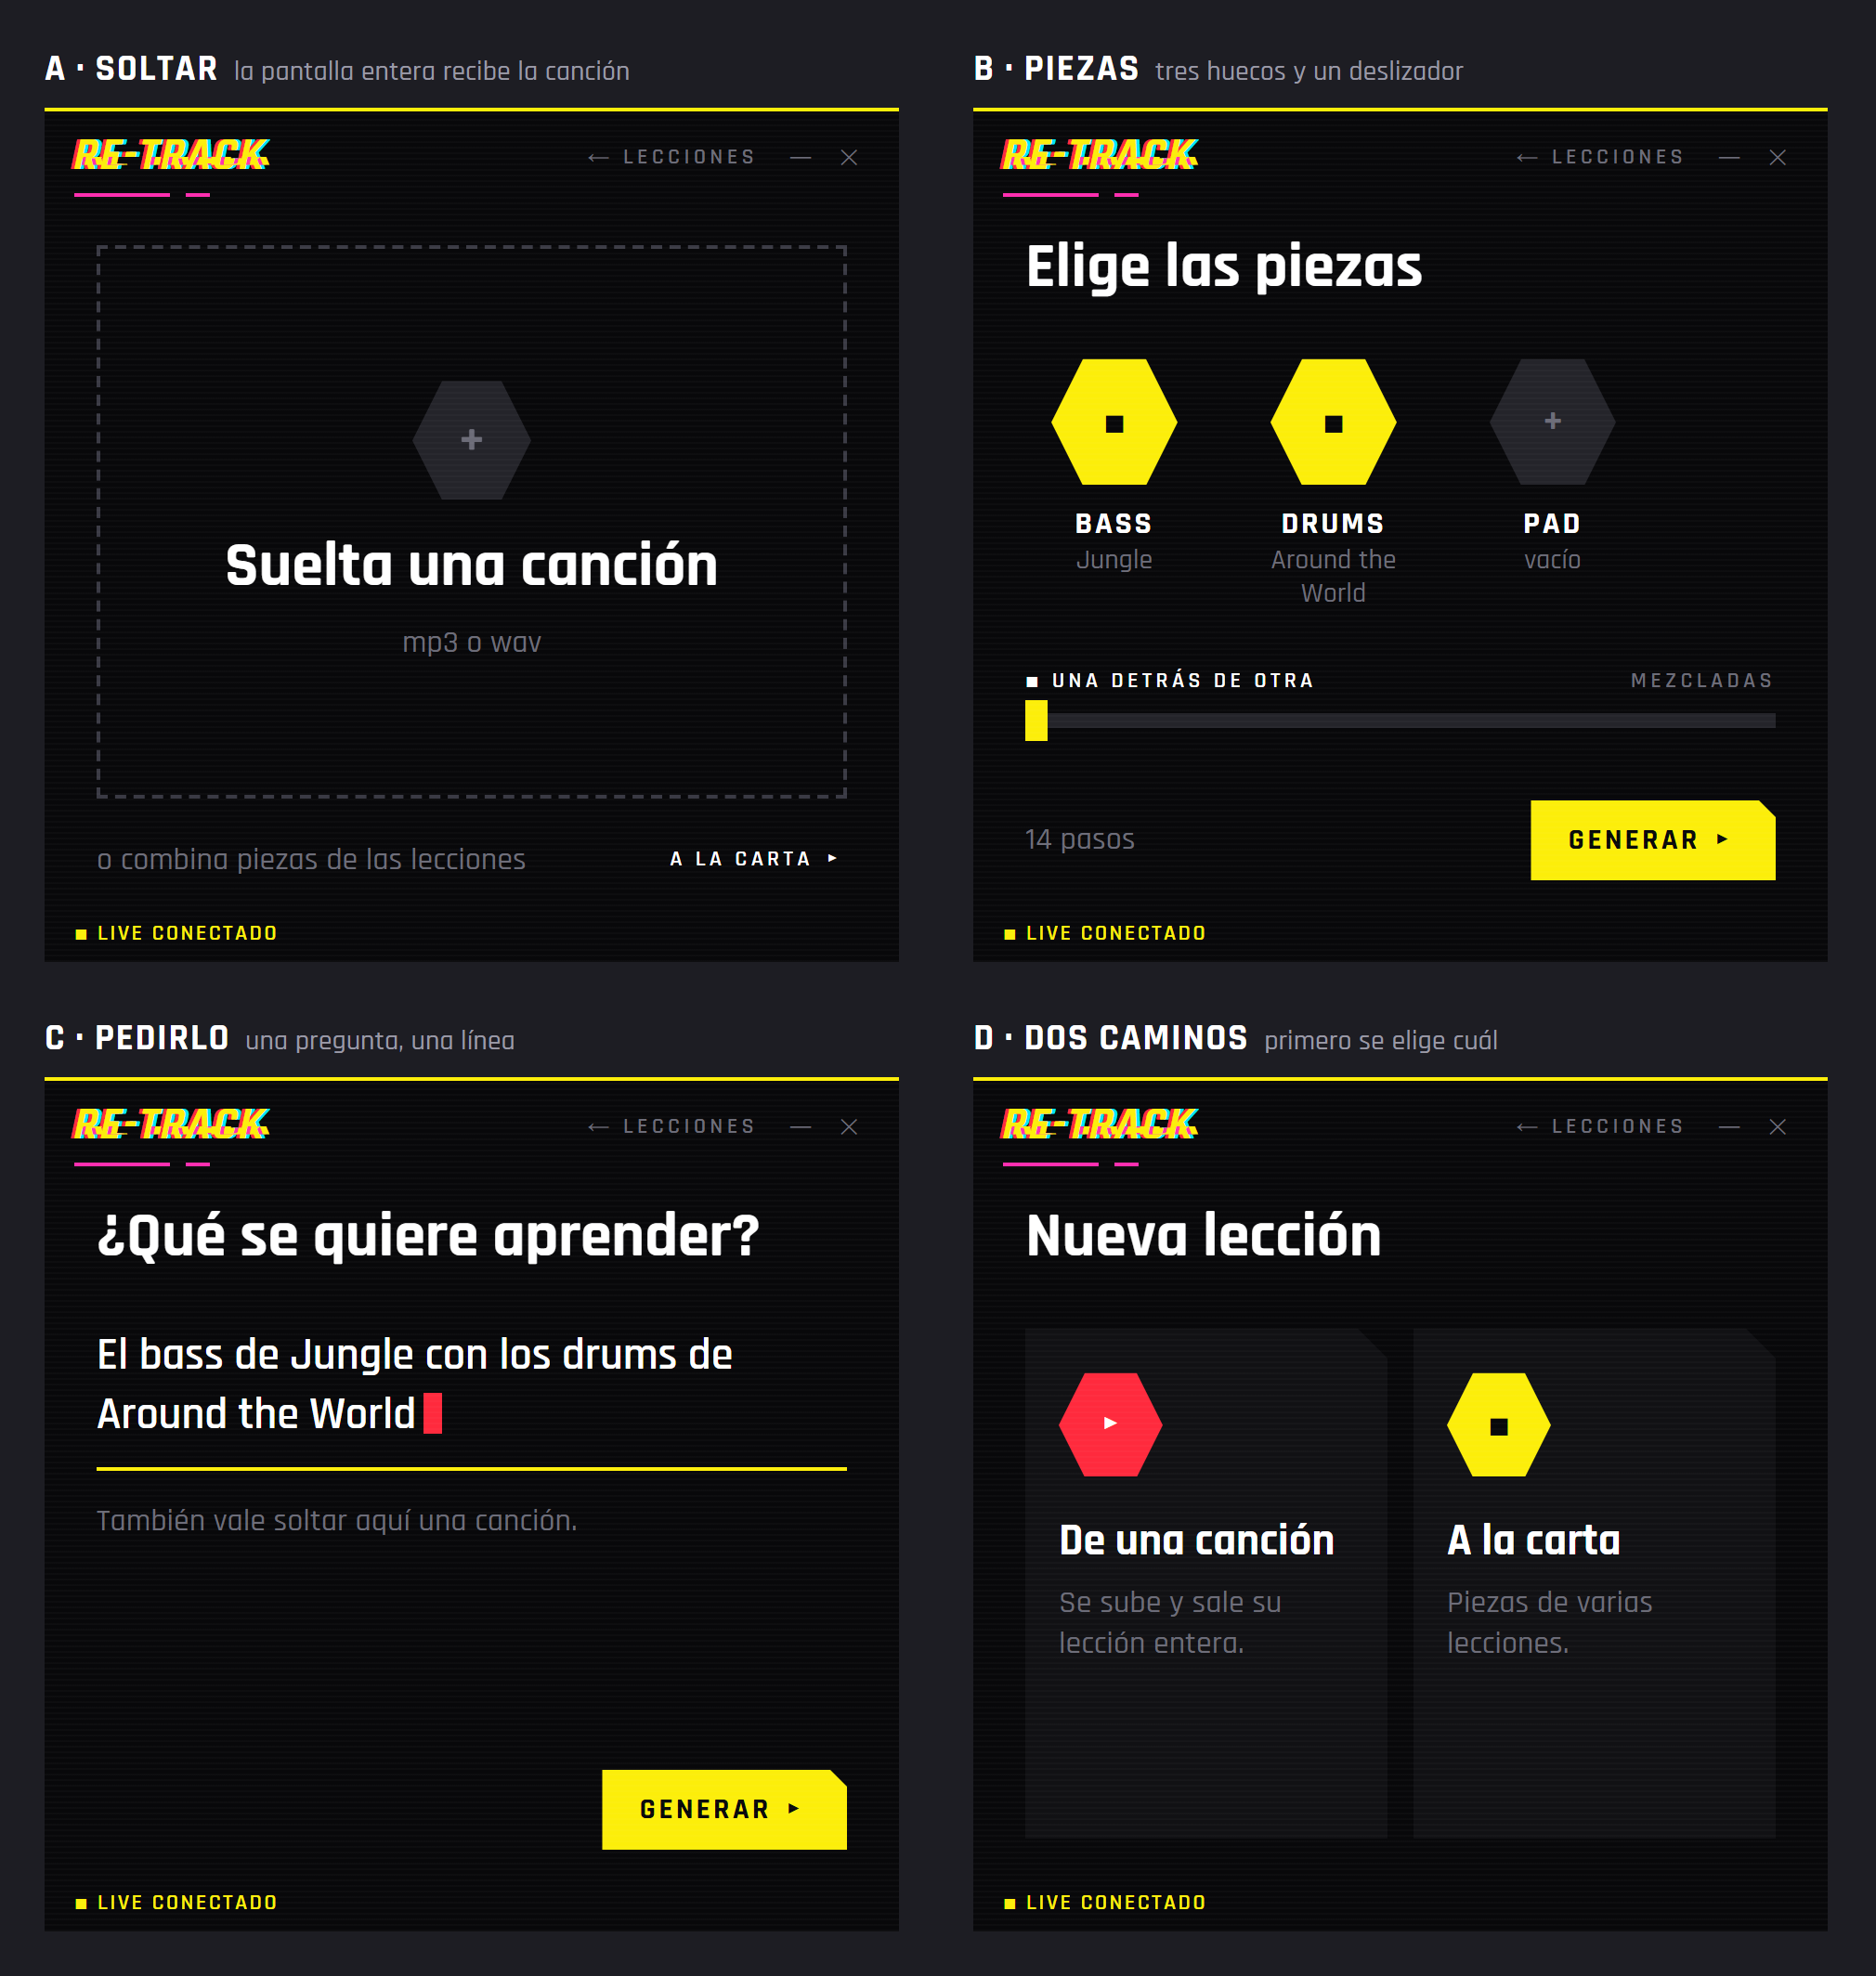 A · SOLTAR la pantalla entera recibe la canción
RE-TRACK
← LECCIONES — ×
+
Suelta una canción
mp3 o wav
o combina piezas de las lecciones
A LA CARTA ▸
■ LIVE CONECTADO
B · PIEZAS tres huecos y un deslizador
RE-TRACK
← LECCIONES — ×
Elige las piezas
■ ■ +
BASS DRUMS PAD
Jungle Around the vacío
World
■ UNA DETRÁS DE OTRA MEZCLADAS
14 pasos
GENERAR ▸
■ LIVE CONECTADO
C · PEDIRLO una pregunta, una línea
RE-TRACK
← LECCIONES — ×
¿Qué se quiere aprender?
El bass de Jungle con los drums de
Around the World
También vale soltar aquí una canción.
GENERAR ▸
■ LIVE CONECTADO
D · DOS CAMINOS primero se elige cuál
RE-TRACK
← LECCIONES — ×
Nueva lección
▸
De una canción
Se sube y sale su
lección entera.
■
A la carta
Piezas de varias
lecciones.
■ LIVE CONECTADO